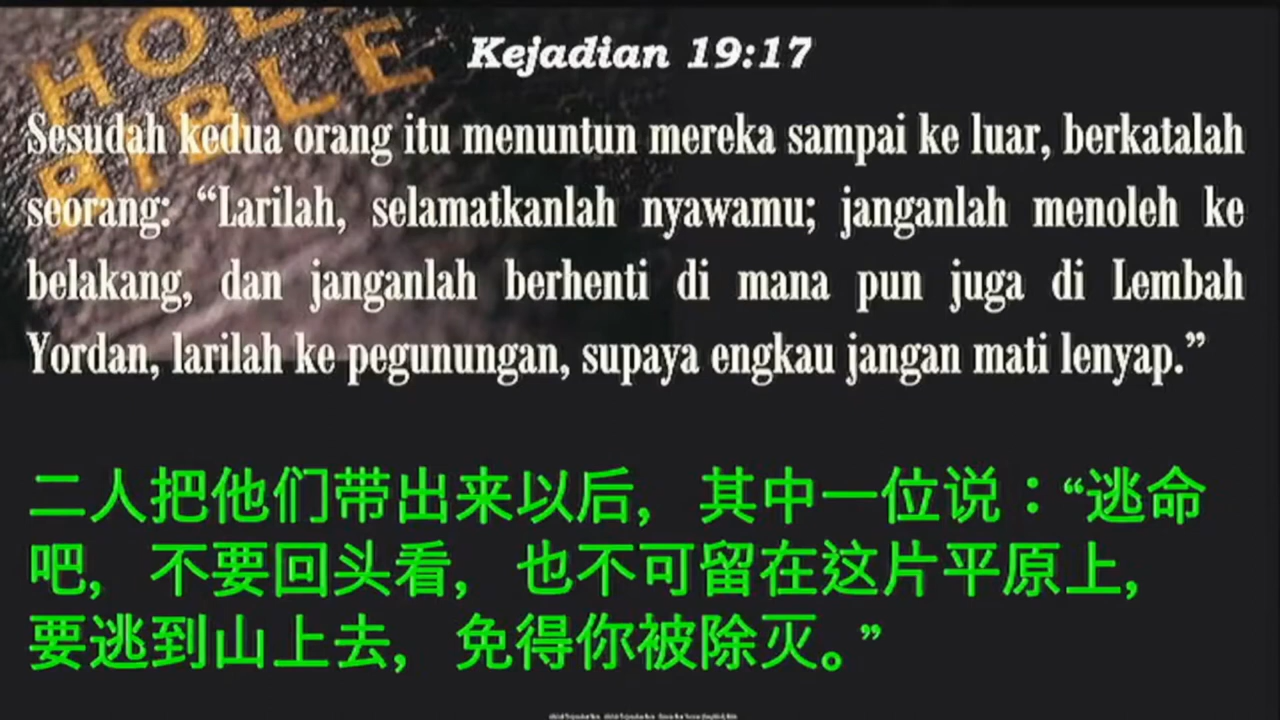 HOL
BIBLE
Kejadian 19:17
Sesudah kedua orang itu menuntun mereka sampai ke luar, berkatalah
seorang: “Larilah, selamatkanlah nyawamu; janganlah menoleh ke
belakang, dan janganlah berhenti di mana pun juga di Lembah
Yordan, larilah ke pegunungan, supaya engkau jangan mati lenyap.”
二人把他们带出来以后，其中一位说：“逃命
吧，不要回头看，也不可留在这片平原上，
要逃到山上去，免得你被除灭。”